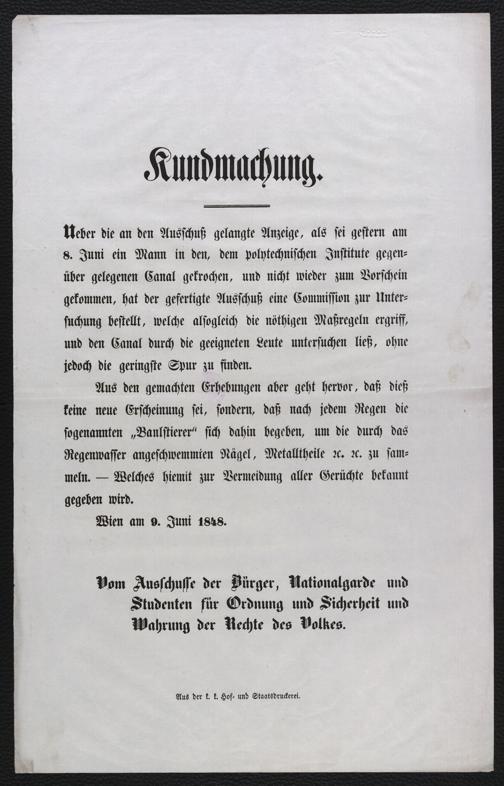 Kundmachung.
Ueber die an den Ausschuß gelangte Anzeige, als sei gestern am
8. Juni ein Mann in den, dem polytechnischen Institute gegen-
über gelegenen Canal gekrochen, und nicht wieder zum Vorschein
gekommen, hat der gefertigte Ausschuß eine Commission zur Unter-
suchung bestellt, welche alsogleich die nöthigen Maßregeln ergriff,
und den Canal durch die geeigneten Leute untersuchen ließ, ohne
jedoch die geringste Spur zu finden.
Aus den gemachten Erhebungen aber geht hervor, daß dieß
keine neue Erscheinung sei, sondern, daß nach jedem Regen die
sogenannten „Banlstierer“ sich dahin begeben, um die durch das
Regenwasser angeschwemmten Nägel, Metalltheile ꝛc. ꝛc. zu sam-
meln. — Welches hiemit zur Vermeidung aller Gerüchte bekannt
gegeben wird.
Wien am 9. Juni 1848.
Vom Ausschusse der Bürger, Nationalgarde und
Studenten für Ordnung und Sicherheit und
Wahrung der Rechte des Volkes.
Aus der k. k. Hof- und Staatsdruckerei.